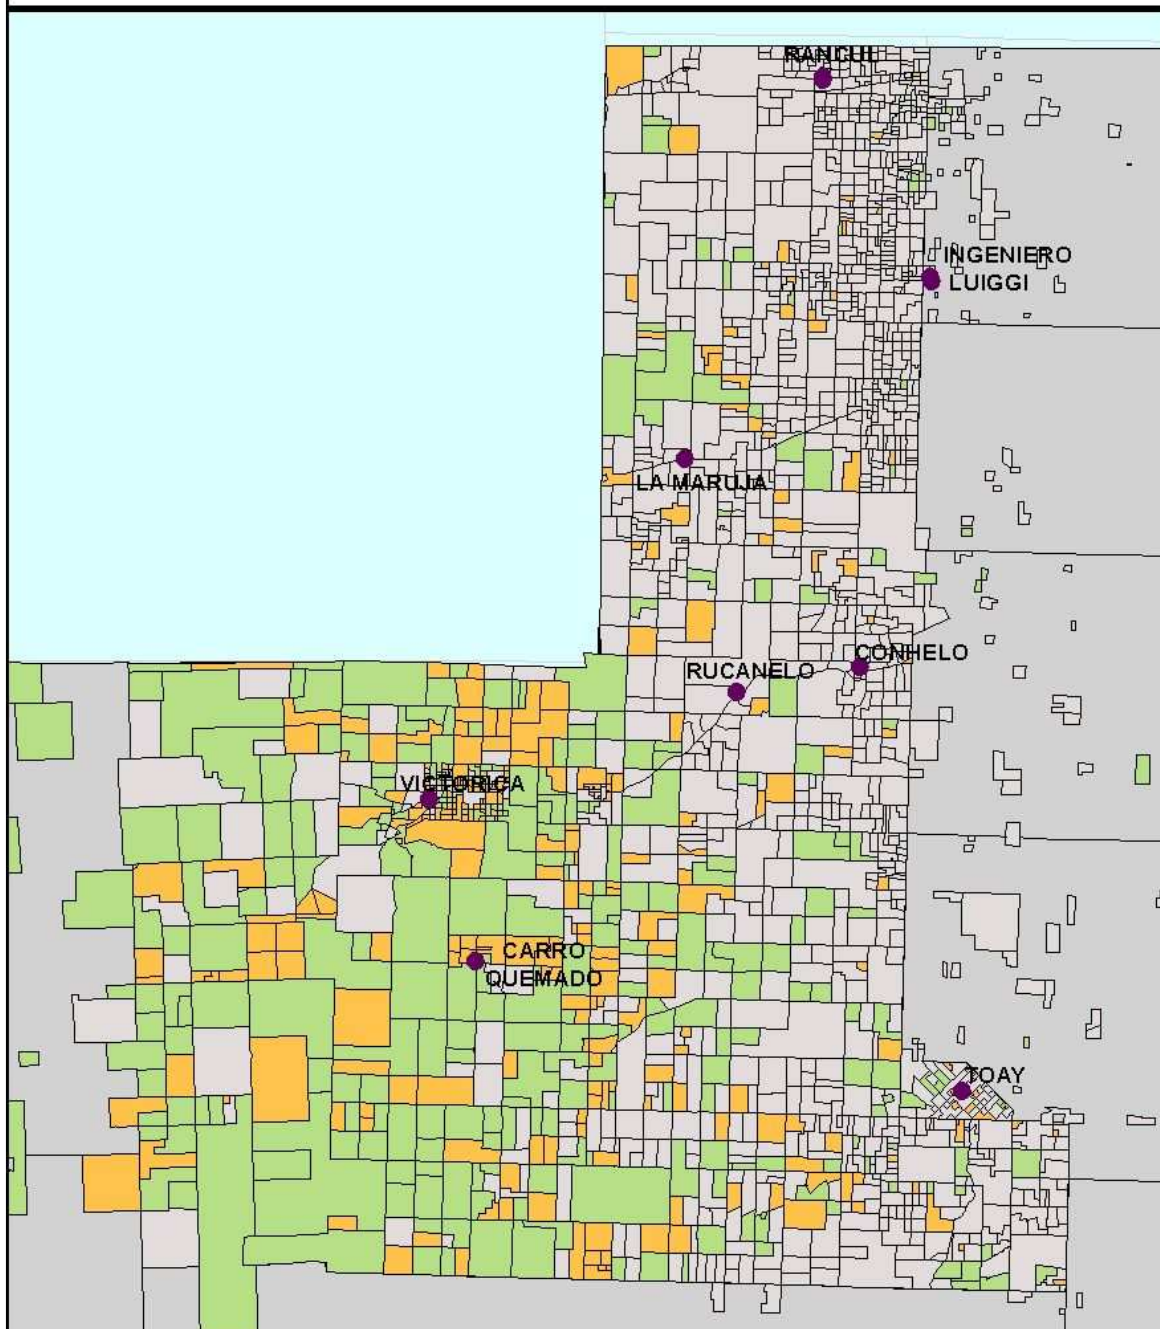 RANCUL
INGENIERO
LUIGGI
LA MARUJA
CONHELO
RUCANELO
VICTORICA
CARRO
QUEMADO
TOAY